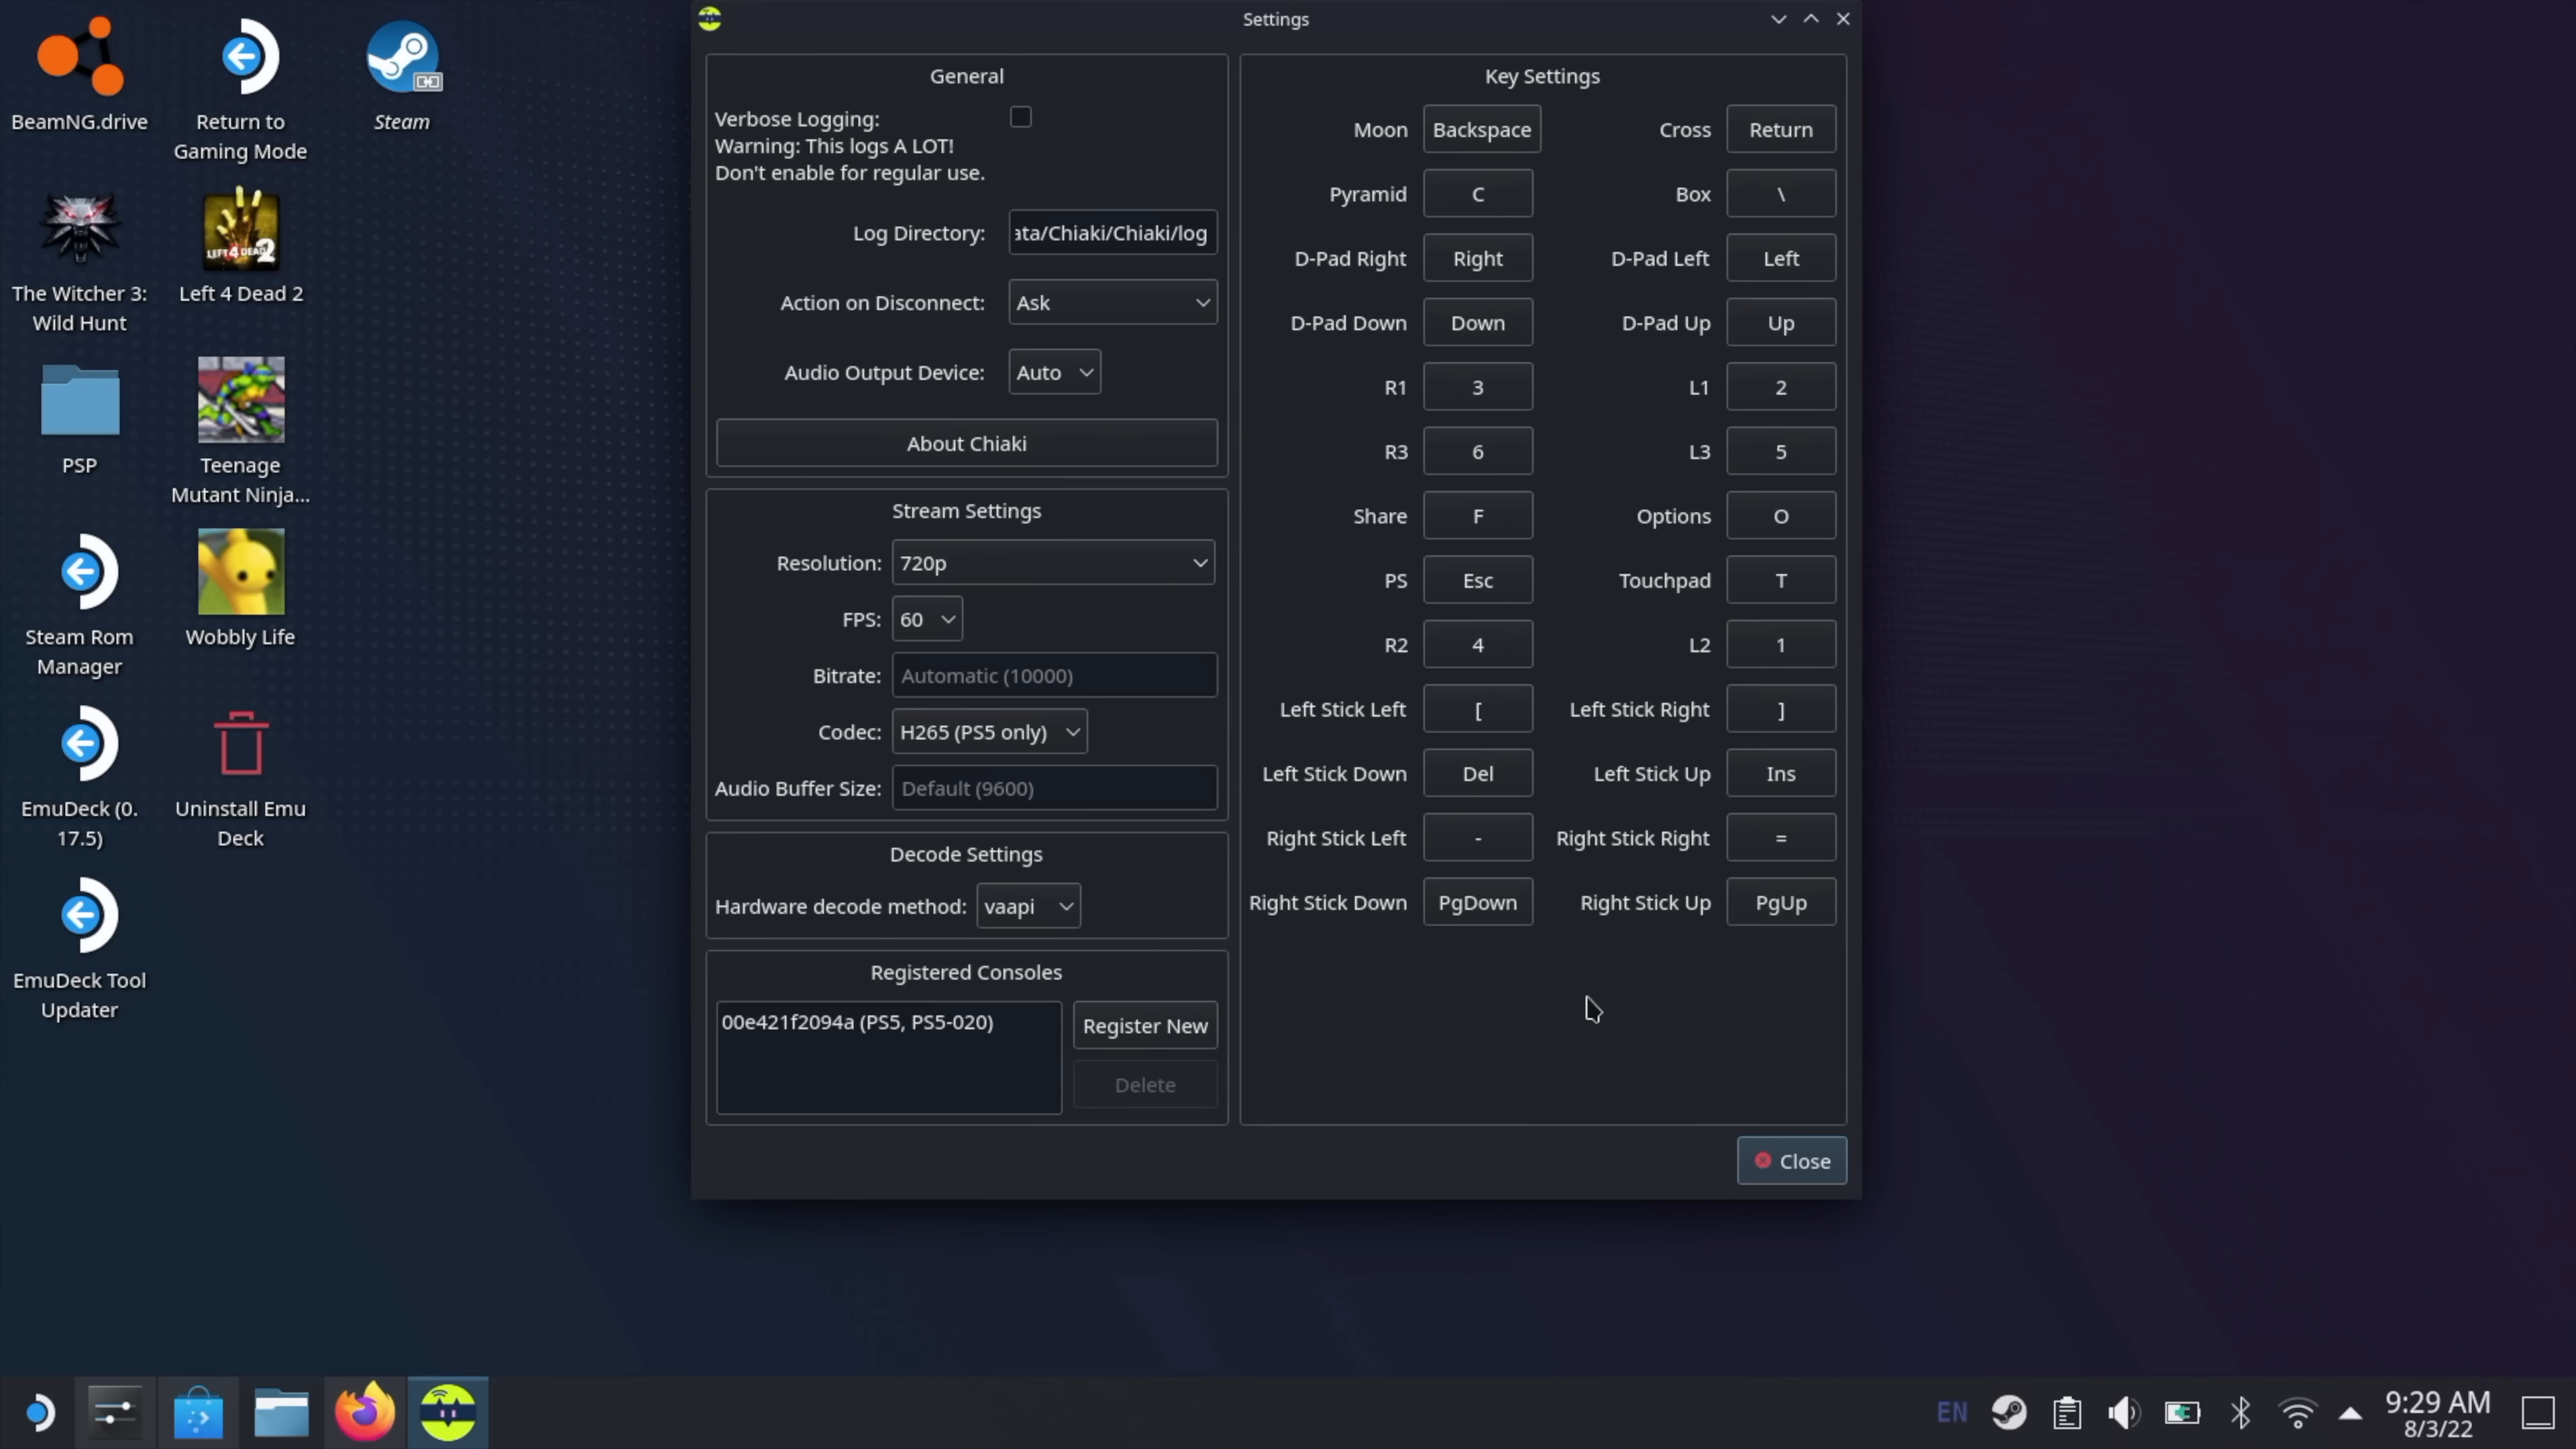 BeamNG.drive
Return to
Gaming Mode
Steam
The Witcher 3:
Wild Hunt
LEFT 4 DEAD 2
Left 4 Dead 2
PSP
Teenage
Mutant Ninja...
Steam Rom
Manager
Wobbly Life
EmuDeck (0.
17.5)
Uninstall Emu
Deck
EmuDeck Tool
Updater
Settings
General
Verbose Logging:
Warning: This logs A LOT!
Don't enable for regular use.
Log Directory: ata/Chiaki/Chiaki/log
Action on Disconnect: Ask
Audio Output Device: Auto
About Chiaki
Stream Settings
Resolution: 720p
FPS: 60
Bitrate: Automatic (10000)
Codec: H265 (PS5 only)
Audio Buffer Size: Default (9600)
Decode Settings
Hardware decode method: vaapi
Registered Consoles
00e421f2094a (PS5, PS5-020)
Register New
Delete
Key Settings
Moon Backspace Cross Return
Pyramid C Box \
D-Pad Right Right D-Pad Left Left
D-Pad Down Down D-Pad Up Up
R1 3 L1 2
R3 6 L3 5
Share F Options O
PS Esc Touchpad T
R2 4 L2 1
Left Stick Left [ Left Stick Right ]
Left Stick Down Del Left Stick Up Ins
Right Stick Left - Right Stick Right =
Right Stick Down PgDown Right Stick Up PgUp
Close
EN
9:29 AM
8/3/22